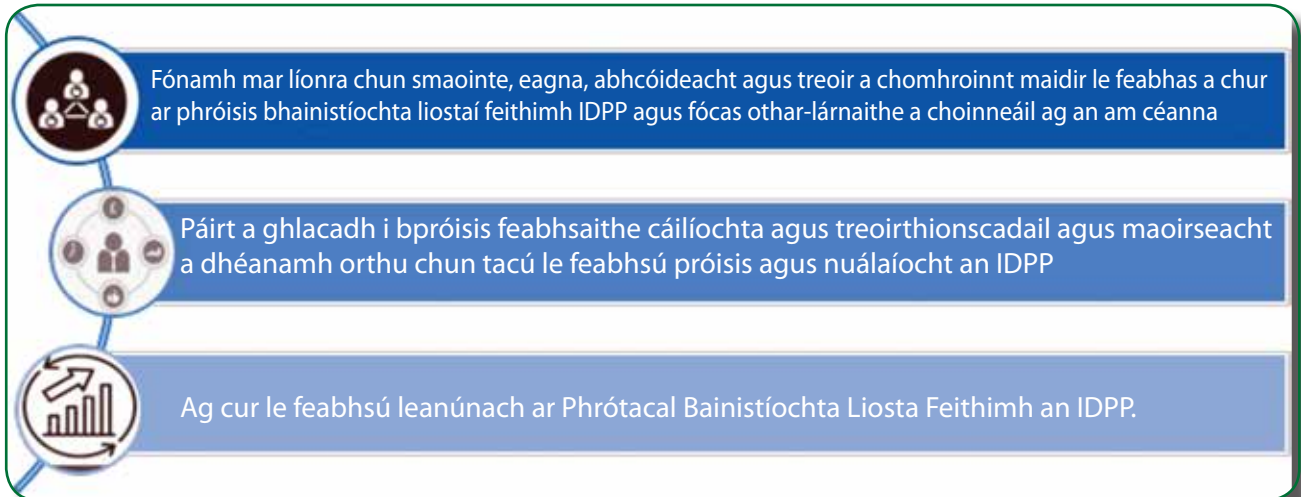 Fónamh mar líonra chun smaointe, eagna, abhcóideacht agus treoir a chomhroinnt maidir le feabhas a chur
ar phróisis bhainistíochta liostaí feithimh IDPP agus fócas othar-lárnaithe a choinneáil ag an am céanna
Páirt a ghlacadh i bpróisis feabhsaithe cáilíochta agus treoirthionscadail agus maoirseacht
a dhéanamh orthu chun tacú le feabhsú próisis agus nuálaíocht an IDPP
Ag cur le feabhsú leanúnach ar Phrótacal Bainistíochta Liosta Feithimh an IDPP.